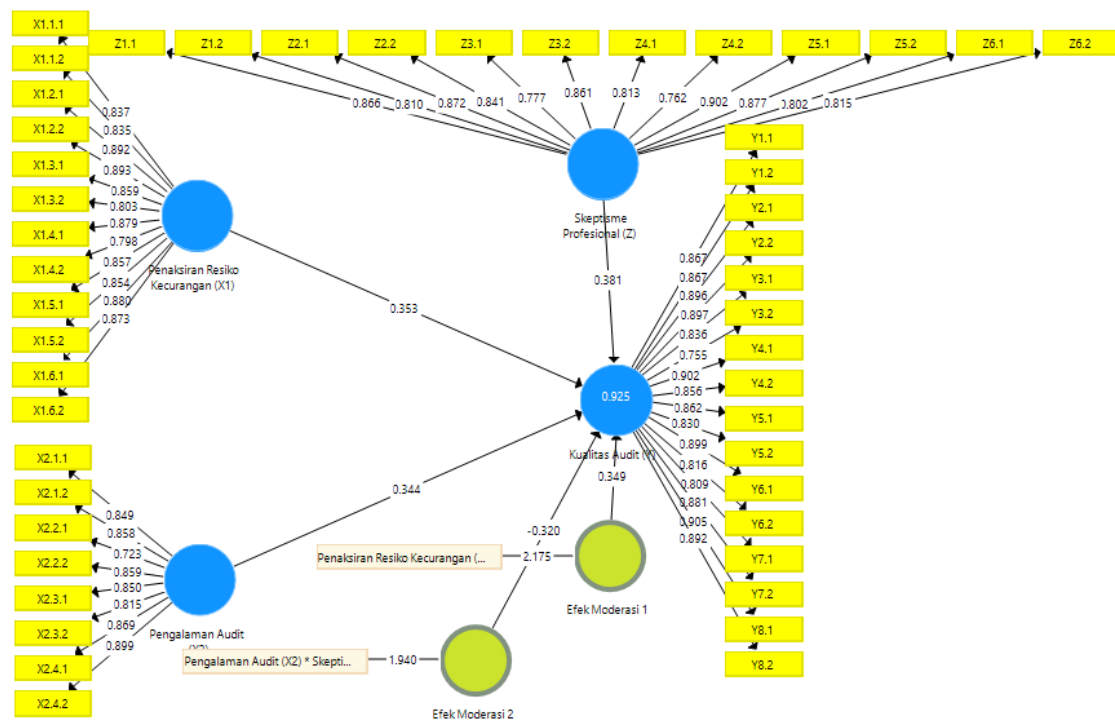 X1.1.1
X1.1.2
X1.2.1
X1.2.2
X1.3.1
X1.3.2
X1.4.1
X1.4.2
X1.5.1
X1.5.2
X1.6.1
X1.6.2
0.837
0.835
0.892
0.893
0.859
0.803
0.879
0.798
0.857
0.854
0.880
0.873
Penaksiran Resiko
Kecurangan (X1)
Z1.1 Z1.2 Z2.1 Z2.2 Z3.1 Z3.2 Z4.1 Z4.2 Z5.1 Z5.2 Z6.1 Z6.2
0.866 0.810 0.872 0.841 0.777 0.861 0.813 0.762 0.902 0.877 0.802 0.815
Skeptisme
Profesional (Z)
0.381
0.353
0.344
0.925
Kualitas Audit (Y)
0.349
-0.320
Y1.1
Y1.2
Y2.1
Y2.2
Y3.1
Y3.2
Y4.1
Y4.2
Y5.1
Y5.2
Y6.1
Y6.2
Y7.1
Y7.2
Y8.1
Y8.2
0.867
0.867
0.896
0.897
0.836
0.755
0.902
0.856
0.862
0.830
0.899
0.816
0.809
0.881
0.905
0.892
X2.1.1
X2.1.2
X2.2.1
X2.2.2
X2.3.1
X2.3.2
X2.4.1
X2.4.2
0.849
0.858
0.723
0.859
0.850
0.815
0.869
0.899
Pengalaman Audit
(X2)
Penaksiran Resiko Kecurangan (...
2.175
Efek Moderasi 1
Pengalaman Audit (X2) * Skepti...
1.940
Efek Moderasi 2